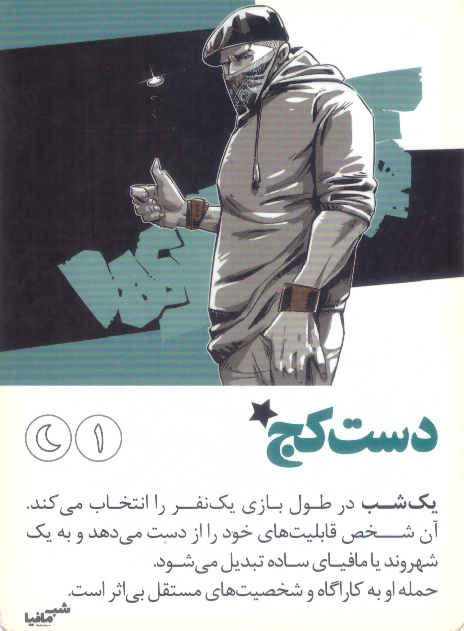 دست‌کج
۱
یک‌شب در طول بازی یک‌نفر را انتخاب می‌کند.
آن شخص قابلیت‌های خود را از دست می‌دهد و به یک
شهروند یا مافیای ساده تبدیل می‌شود.
حمله او به کاراگاه و شخصیت‌های مستقل بی‌اثر است.
شب
مافیا